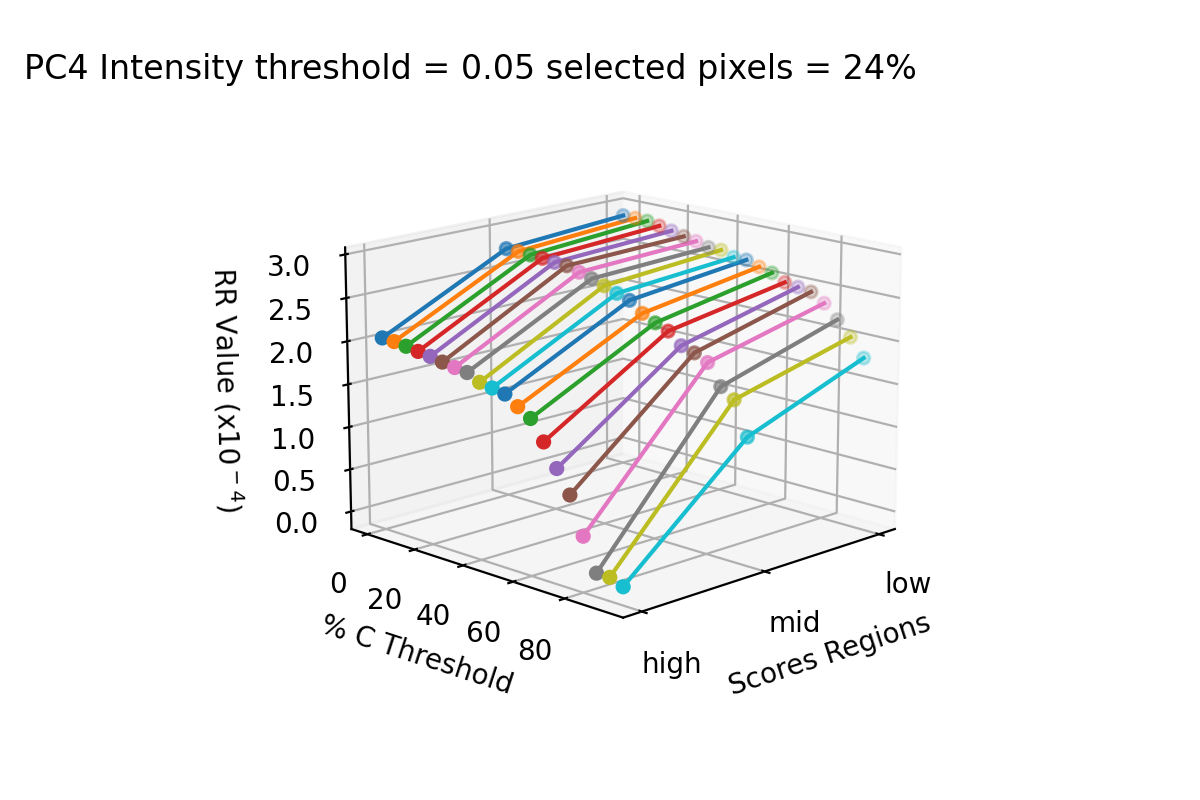 PC4 Intensity threshold = 0.05 selected pixels = 24%
3.0
2.5
2.0
1.5
1.0
0.5
0.0
RR Value (x10⁻⁴)
0
20
40
60
80
% C Threshold
high
mid
low
Scores Regions